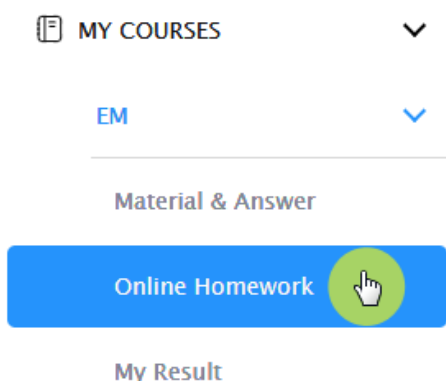 MY COURSES
EM
Material & Answer
Online Homework
My Result